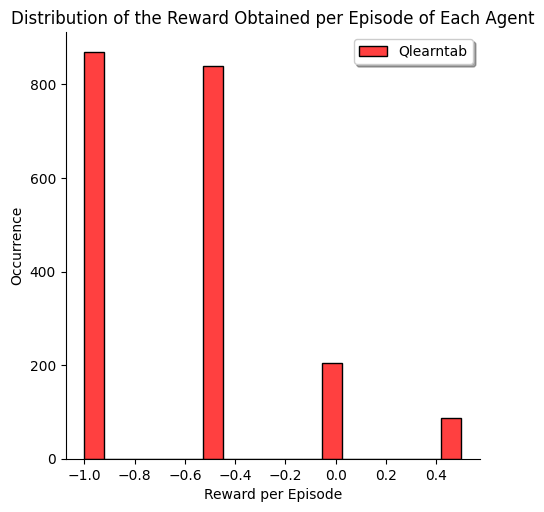 Distribution of the Reward Obtained per Episode of Each Agent
Qlearntab
800
600
400
200
0
Occurrence
−1.0 −0.8 −0.6 −0.4 −0.2 0.0 0.2 0.4
Reward per Episode